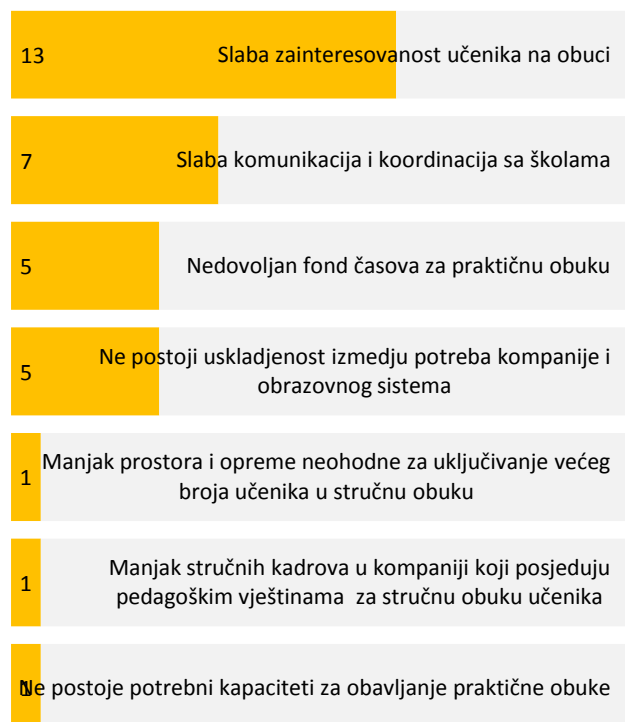 13
Slaba zainteresovanost učenika na obuci
7
Slaba komunikacija i koordinacija sa školama
5
Nedovoljan fond časova za praktičnu obuku
5
Ne postoji uskladjenost izmedju potreba kompanije i
obrazovnog sistema
1
Manjak prostora i opreme neohodne za uključivanje većeg
broja učenika u stručnu obuku
1
Manjak stručnih kadrova u kompaniji koji posjeduju
pedagoškim vještinama  za stručnu obuku učenika
1
Ne postoje potrebni kapaciteti za obavljanje praktične obuke